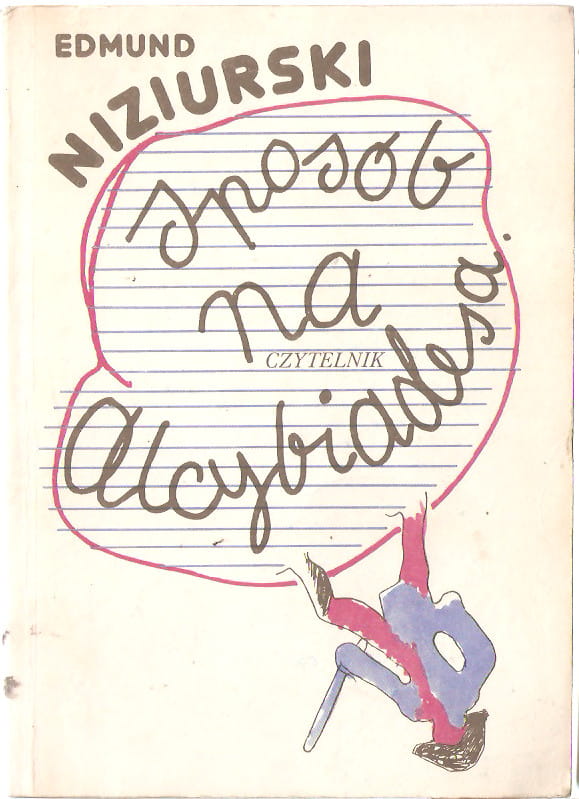 EDMUND
NIZIURSKI
sposób
na
CZYTELNIK
Alcybiadesa.